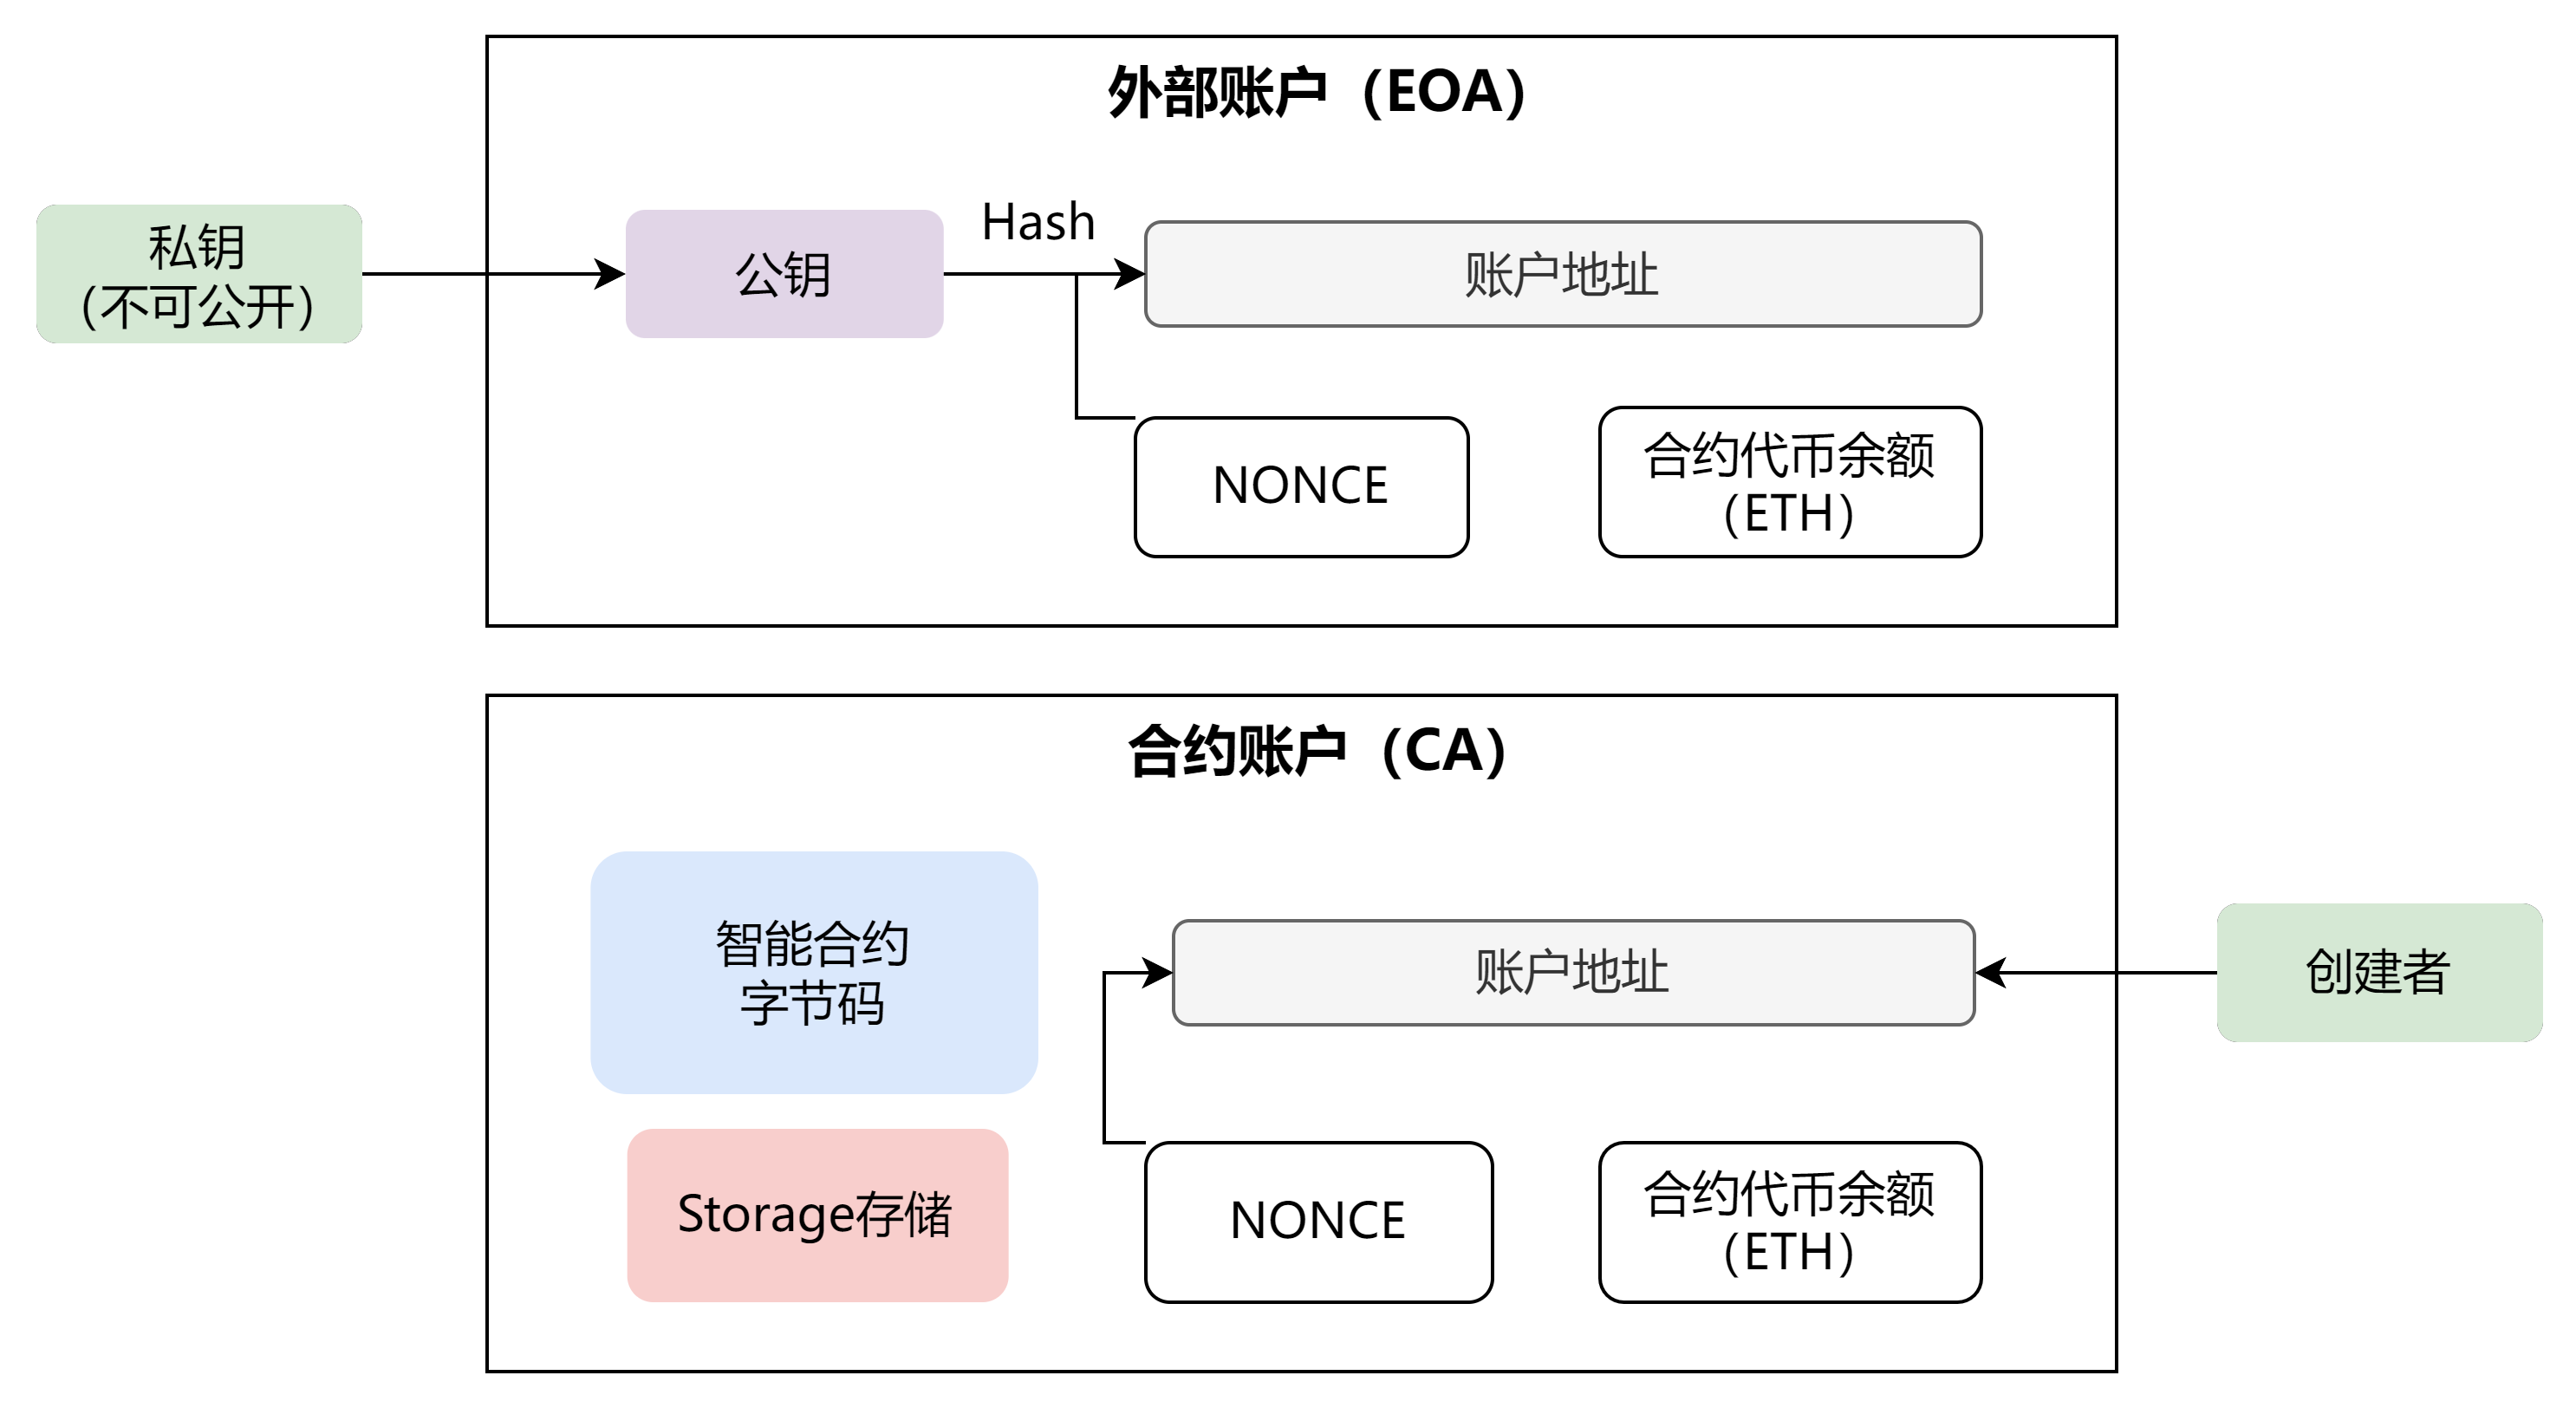 外部账户（EOA）
私钥
（不可公开）
公钥
Hash
账户地址
NONCE
合约代币余额
（ETH）
合约账户（CA）
智能合约
字节码
账户地址
创建者
Storage存储
NONCE
合约代币余额
（ETH）